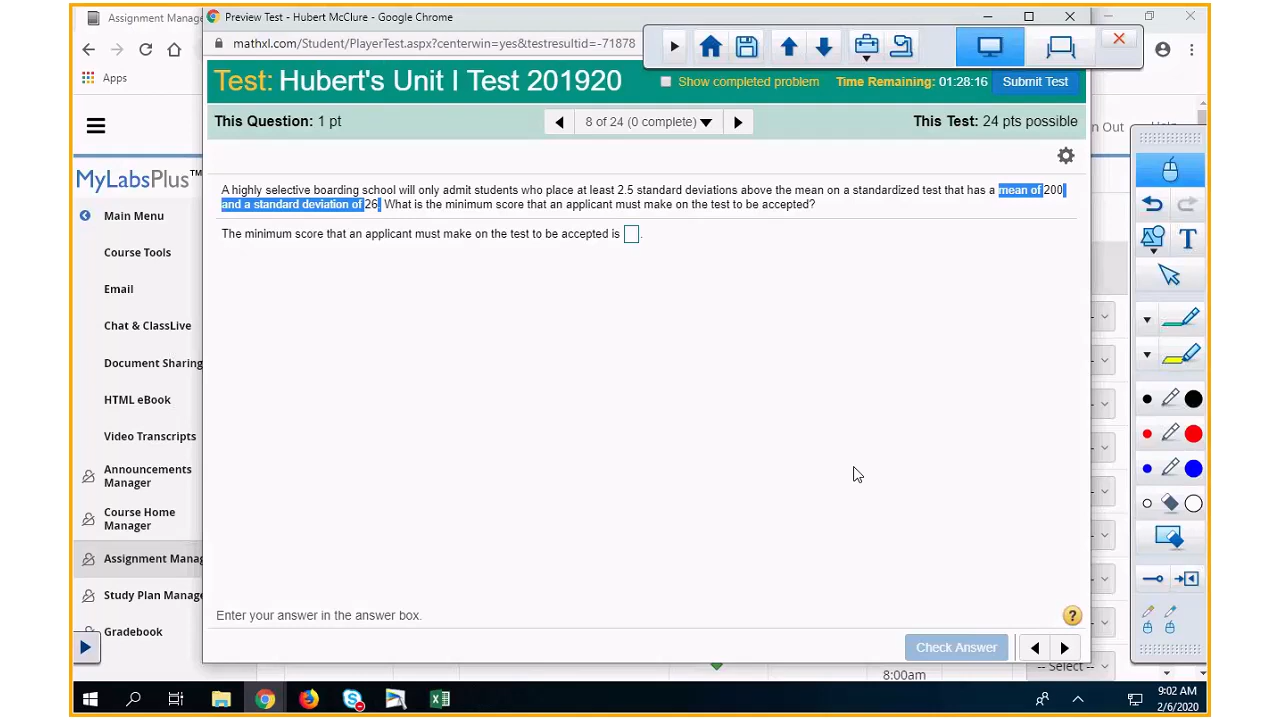 Assignment Manage
Preview Test - Hubert McClure - Google Chrome
mathxl.com/Student/PlayerTest.aspx?centerwin=yes&testresultid=-71878
Apps
Test: Hubert's Unit I Test 201920
Show completed problem
Time Remaining: 01:28:16
Submit Test
This Question: 1 pt
8 of 24 (0 complete)
This Test: 24 pts possible
n Out
Help
MyLabsPlus™
A highly selective boarding school will only admit students who place at least 2.5 standard deviations above the mean on a standardized test that has a mean of 200
and a standard deviation of 26. What is the minimum score that an applicant must make on the test to be accepted?
The minimum score that an applicant must make on the test to be accepted is .
T
Main Menu
Course Tools
Email
Chat & ClassLive
Document Sharing
HTML eBook
Video Transcripts
Announcements
Manager
Course Home
Manager
Assignment Manag
Study Plan Manage
Gradebook
Enter your answer in the answer box.
?
Check Answer
-- Select --
8:00am
9:02 AM
2/6/2020